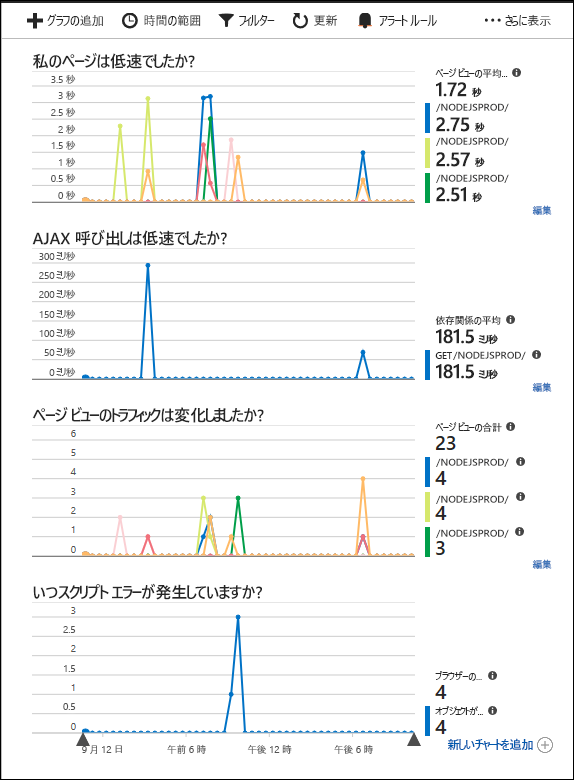 グラフの追加 時間の範囲 フィルター 更新 アラート ルール ••• さらに表示
私のページは低速でしたか?
3.5 秒
3 秒
2.5 秒
2 秒
1.5 秒
1 秒
0.5 秒
0 秒
ページ ビューの平均...
1.72 秒
/NODEJSPROD/
2.75 秒
/NODEJSPROD/
2.57 秒
/NODEJSPROD/
2.51 秒
編集
AJAX 呼び出しは低速でしたか?
300 ミリ秒
250 ミリ秒
200 ミリ秒
150 ミリ秒
100 ミリ秒
50 ミリ秒
0 ミリ秒
依存関係の平均
181.5 ミリ秒
GET/NODEJSPROD/
181.5 ミリ秒
編集
ページ ビューのトラフィックは変化しましたか?
6
5
4
3
2
1
0
ページ ビューの合計
23
/NODEJSPROD/
4
/NODEJSPROD/
4
/NODEJSPROD/
3
編集
いつスクリプト エラーが発生していますか?
3
2.5
2
1.5
1
0.5
0
ブラウザーの...
4
オブジェクトが...
4
9 月 12 日 午前 6 時 午後 12 時 午後 6 時
新しいチャートを追加